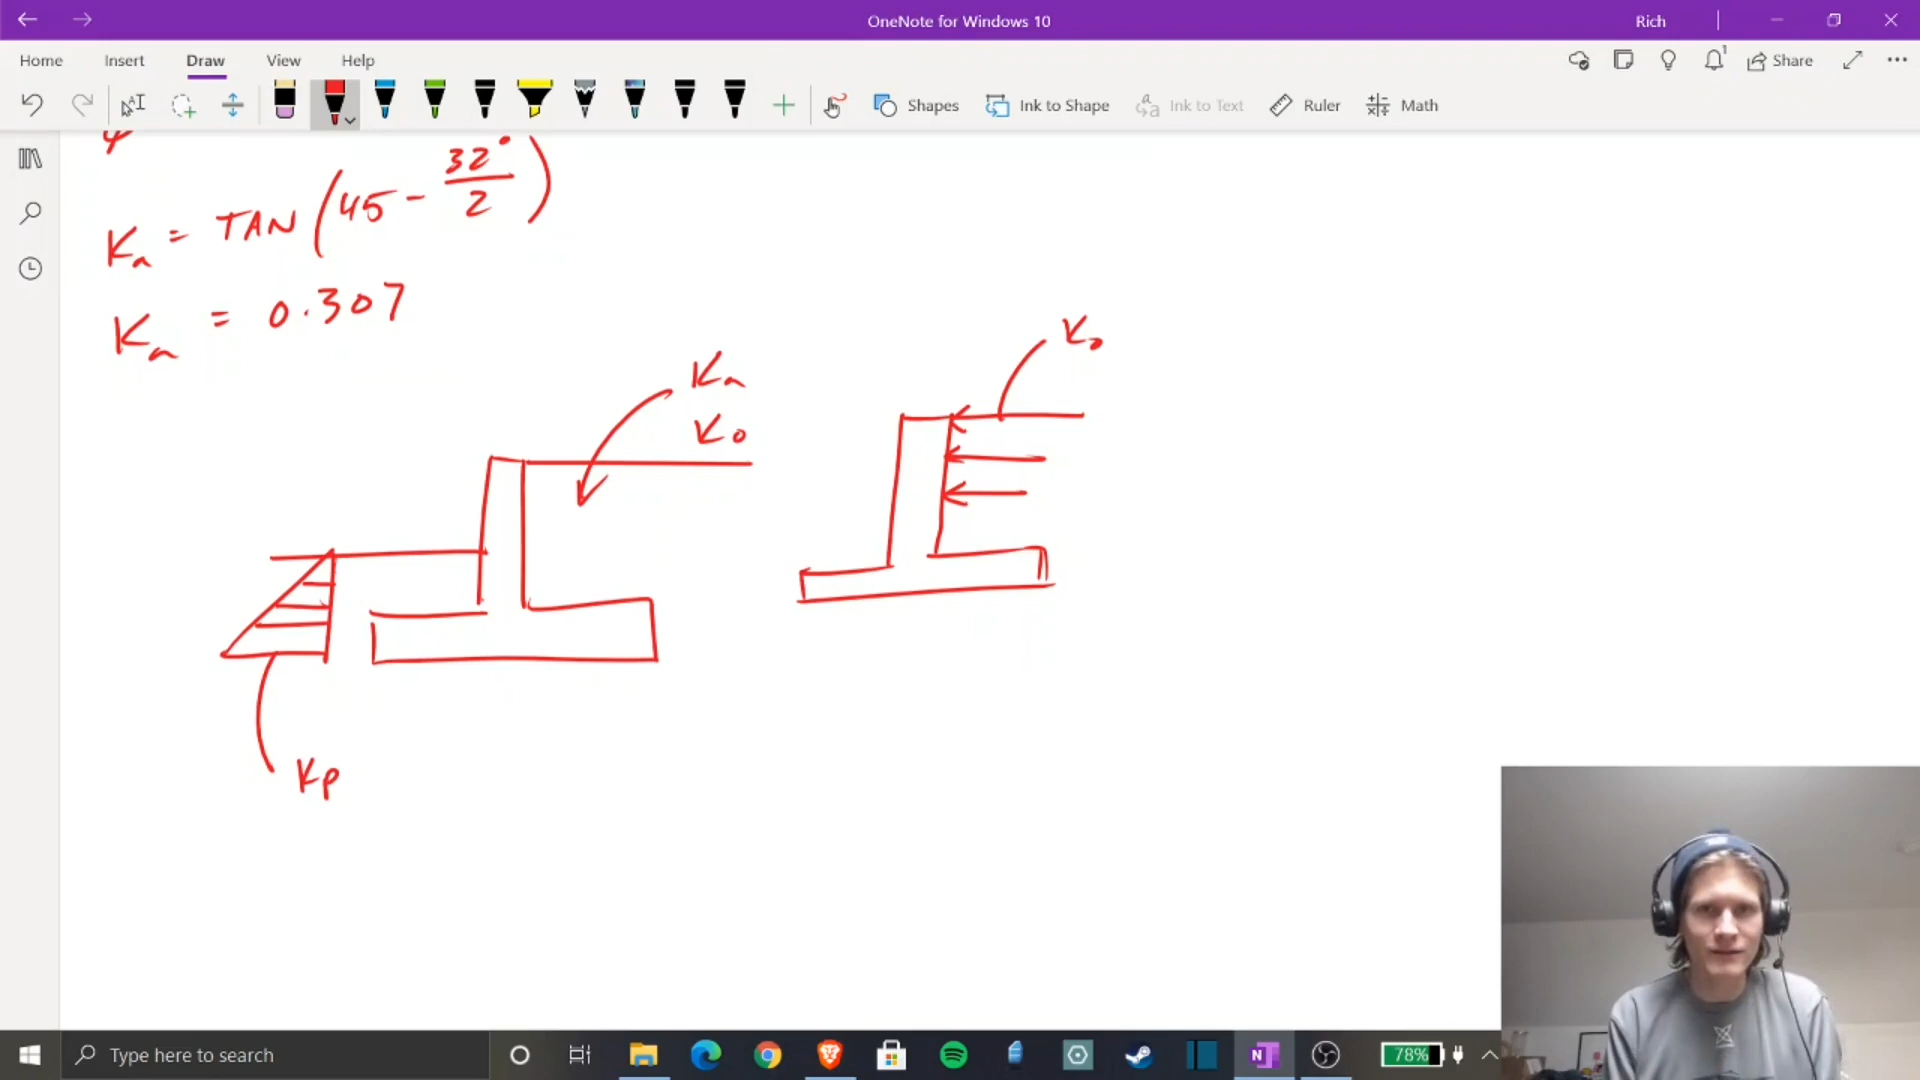 OneNote for Windows 10
Rich
Home Insert Draw View Help
1
Share
Shapes Ink to Shape Ink to Text Ruler Math
φ
Ka = TAN (45 - 32°/2)
Ka = 0.307
Ka
Ko
Ko
Kp
Type here to search
N
78%